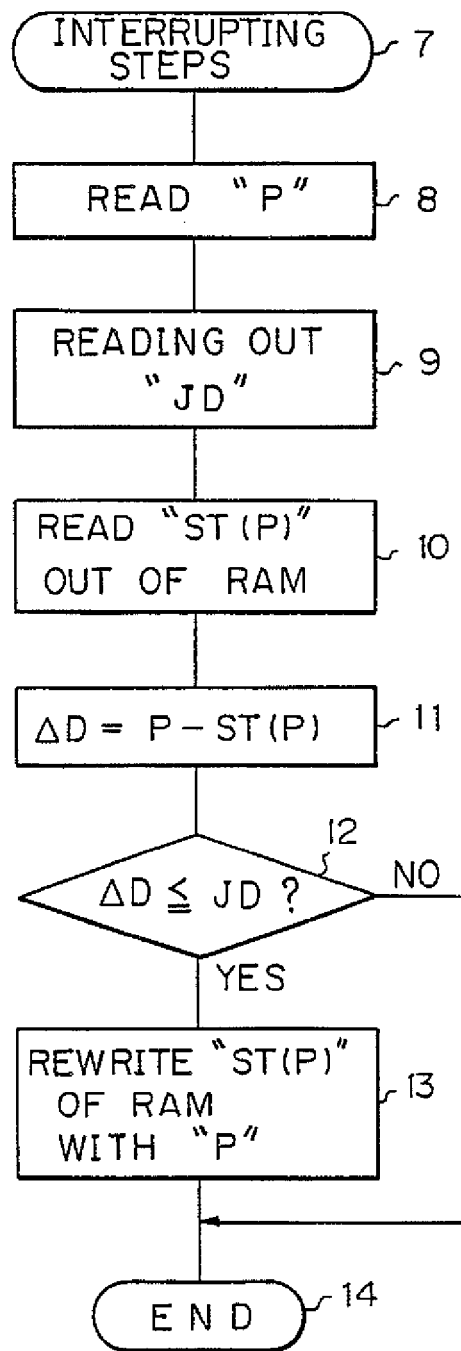 INTERRUPTING
STEPS
7
READ "P"
8
READING OUT
"JD"
9
READ "ST(P)"
OUT OF RAM
10
ΔD = P - ST(P)
11
12
ΔD ≦ JD ?
NO
YES
REWRITE "ST(P)"
OF RAM
WITH "P"
13
END
14